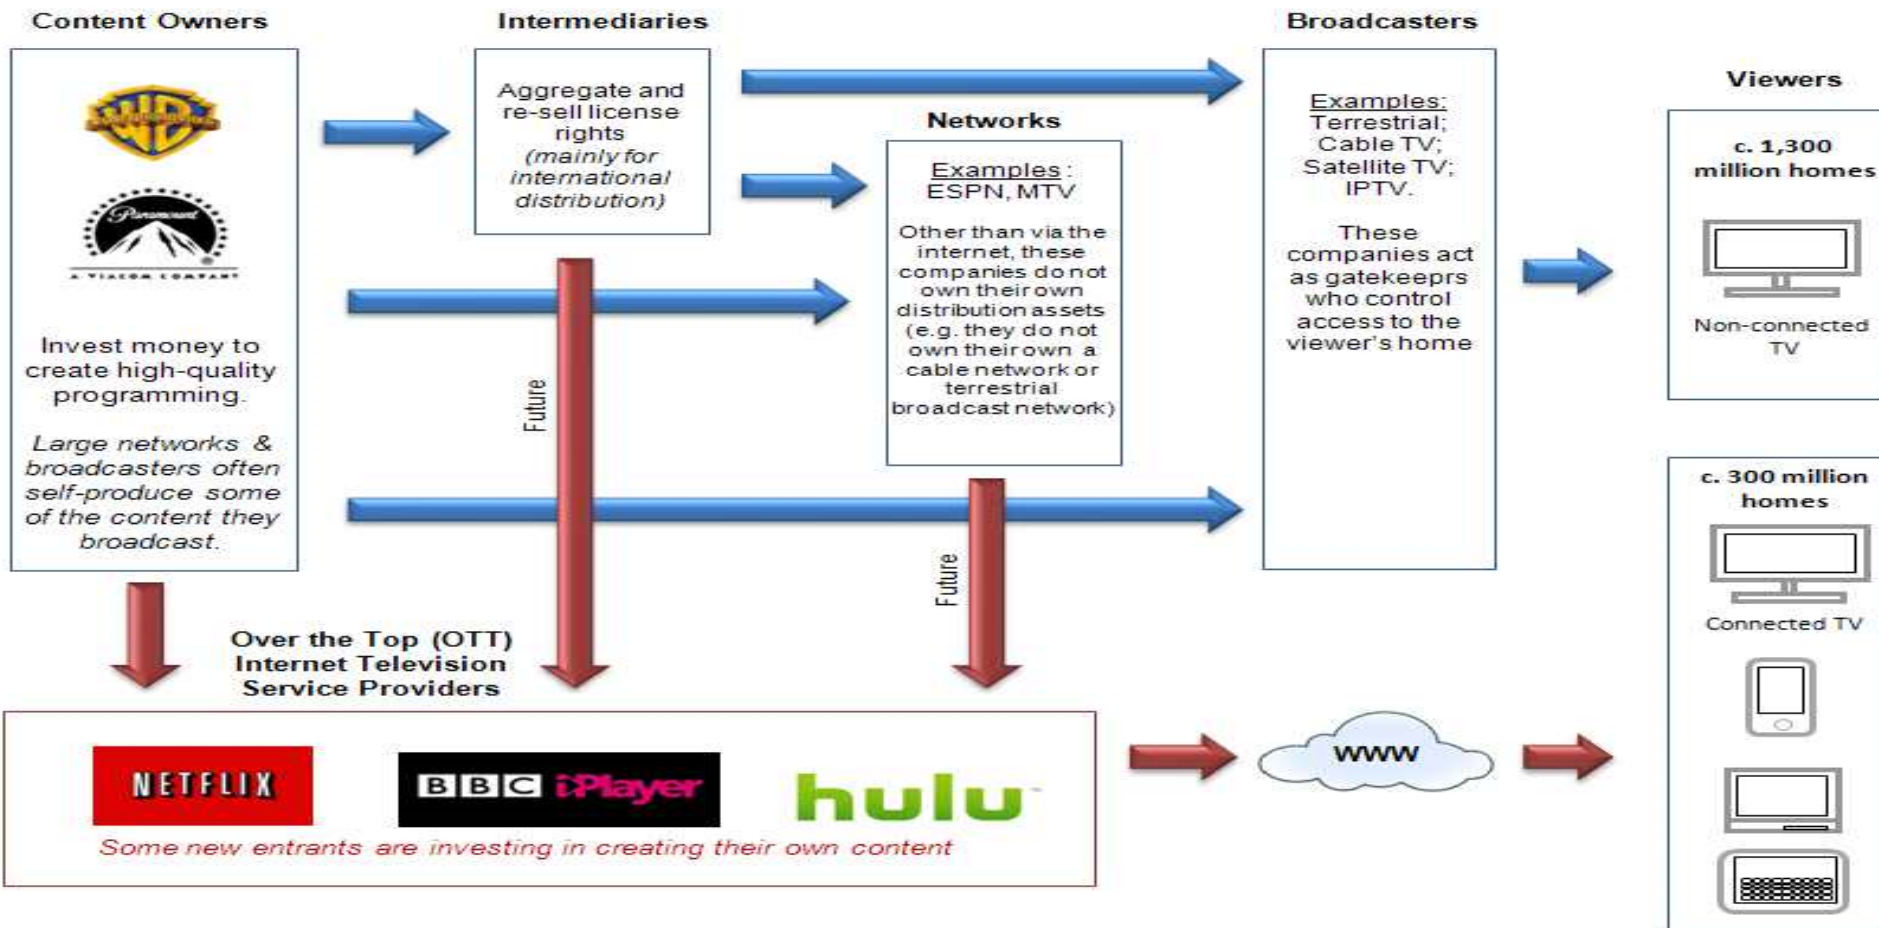 Content Owners
Invest money to
create high-quality
programming.
Large networks &
broadcasters often
self-produce some
of the content they
broadcast.
Intermediaries
Aggregate and
re-sell license
rights
(mainly for
international
distribution)
Networks
Examples :
ESPN, MTV
Other than via the
internet, these
companies do not
own their own
distribution assets
(e.g. they do not
own their own a
cable network or
terrestrial
broadcast network)
Broadcasters
Examples:
Terrestrial;
Cable TV;
Satellite TV;
IPTV.
These
companies act
as gatekeeprs
who control
access to the
viewer's home
Viewers
c. 1,300
million homes
Non-connected
TV
c. 300 million
homes
Connected TV
WB
Paramount
A VIACOM COMPANY
Future
Future
Over the Top (OTT)
Internet Television
Service Providers
NETFLIX
BBC iPlayer
hulu
Some new entrants are investing in creating their own content
www